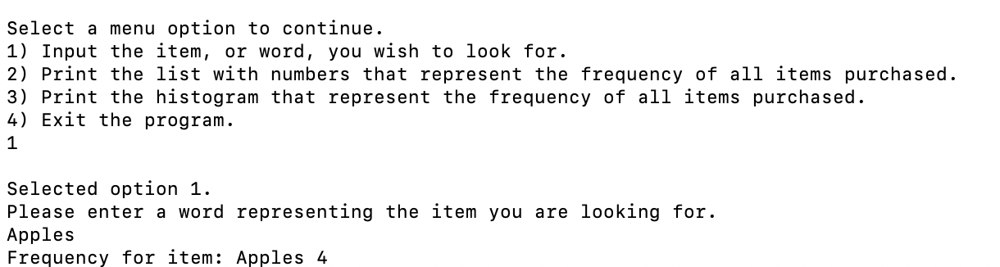 Select a menu option to continue.
1) Input the item, or word, you wish to look for.
2) Print the list with numbers that represent the frequency of all items purchased.
3) Print the histogram that represent the frequency of all items purchased.
4) Exit the program.
1
Selected option 1.
Please enter a word representing the item you are looking for.
Apples
Frequency for item: Apples 4